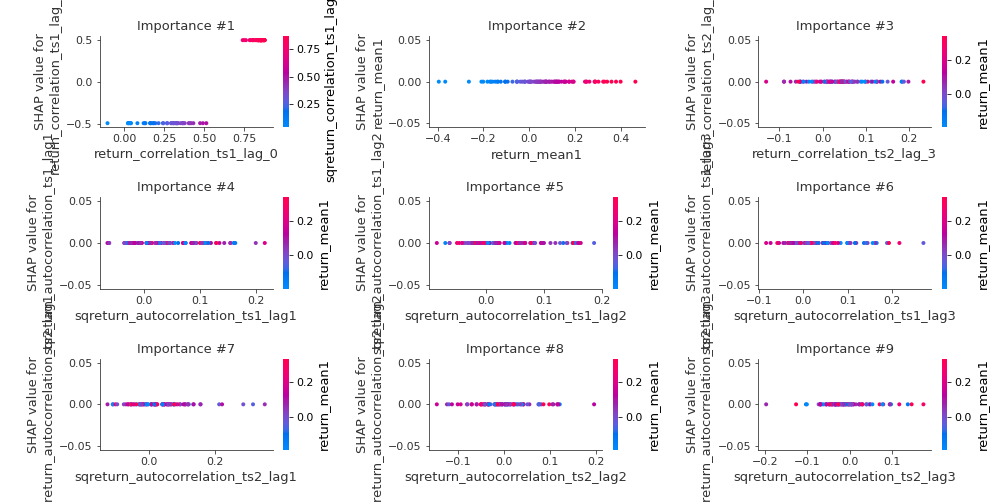 Importance #1
Importance #2
Importance #3
SHAP value for
return_correlation_ts1_lag_
0.5
0.0
−0.5
0.00
0.25
0.50
0.75
return_correlation_ts1_lag_0
0.75
0.50
0.25
sqreturn_correlation_ts1_lag_
SHAP value for
return_mean1
0.05
0.00
−0.05
−0.4
−0.2
0.0
0.2
0.4
return_mean1
SHAP value for
return_correlation_ts2_lag_3
0.05
0.00
−0.05
−0.1
0.0
0.1
0.2
return_correlation_ts2_lag_3
0.2
0.0
return_mean1
Importance #4
Importance #5
Importance #6
SHAP value for
sqreturn_autocorrelation_ts1_lag1
0.05
0.00
−0.05
0.0
0.1
0.2
sqreturn_autocorrelation_ts1_lag1
0.2
0.0
return_mean1
SHAP value for
sqreturn_autocorrelation_ts1_lag2
0.05
0.00
−0.05
0.0
0.1
0.2
sqreturn_autocorrelation_ts1_lag2
0.2
0.0
return_mean1
SHAP value for
sqreturn_autocorrelation_ts1_lag3
0.05
0.00
−0.05
−0.1
0.0
0.1
0.2
sqreturn_autocorrelation_ts1_lag3
0.2
0.0
return_mean1
Importance #7
Importance #8
Importance #9
SHAP value for
sqreturn_autocorrelation_ts2_lag1
0.05
0.00
−0.05
0.0
0.2
sqreturn_autocorrelation_ts2_lag1
0.2
0.0
return_mean1
SHAP value for
sqreturn_autocorrelation_ts2_lag2
0.05
0.00
−0.05
−0.1
0.0
0.1
0.2
sqreturn_autocorrelation_ts2_lag2
0.2
0.0
return_mean1
SHAP value for
sqreturn_autocorrelation_ts2_lag3
0.05
0.00
−0.05
−0.2
−0.1
0.0
0.1
sqreturn_autocorrelation_ts2_lag3
0.2
0.0
return_mean1